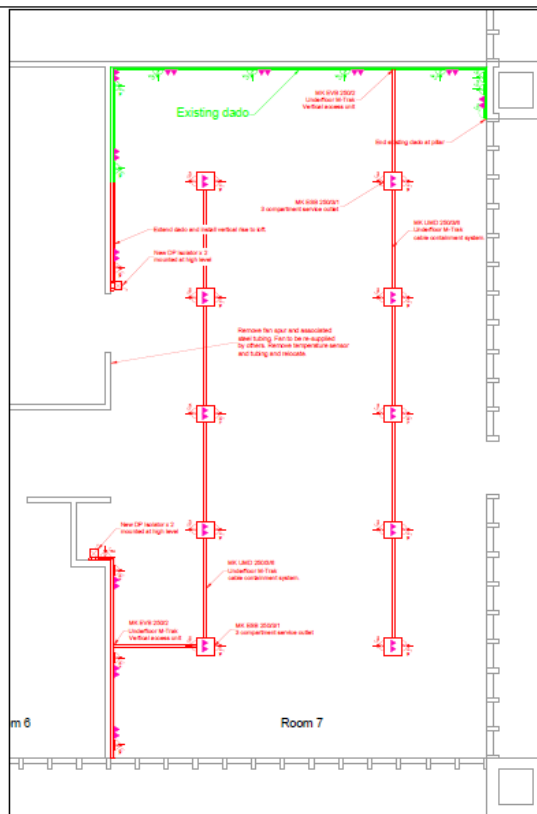 MK EVB 250/2
Underfloor M-Trak
Vertical access unit
Existing dado
End existing dado at pillar
MK ESB 250/3/1
3 compartment service outlet
MK UMD 250/3/6
Underfloor M-Trak
cable containment system
Extend dado and install vertical rise to loft
New DP Isolator x 2
mounted at high level
Remove fan spur and associated
steel tubing. Fan to be re-supplied
by others. Remove temperature sensor
and tubing and relocate
New DP Isolator x 2
mounted at high level
MK UMD 250/3/6
Underfloor M-Trak
cable containment system
MK EVB 250/2
Underfloor M-Trak
Vertical access unit
MK ESB 250/3/1
3 compartment service outlet
m 6
Room 7